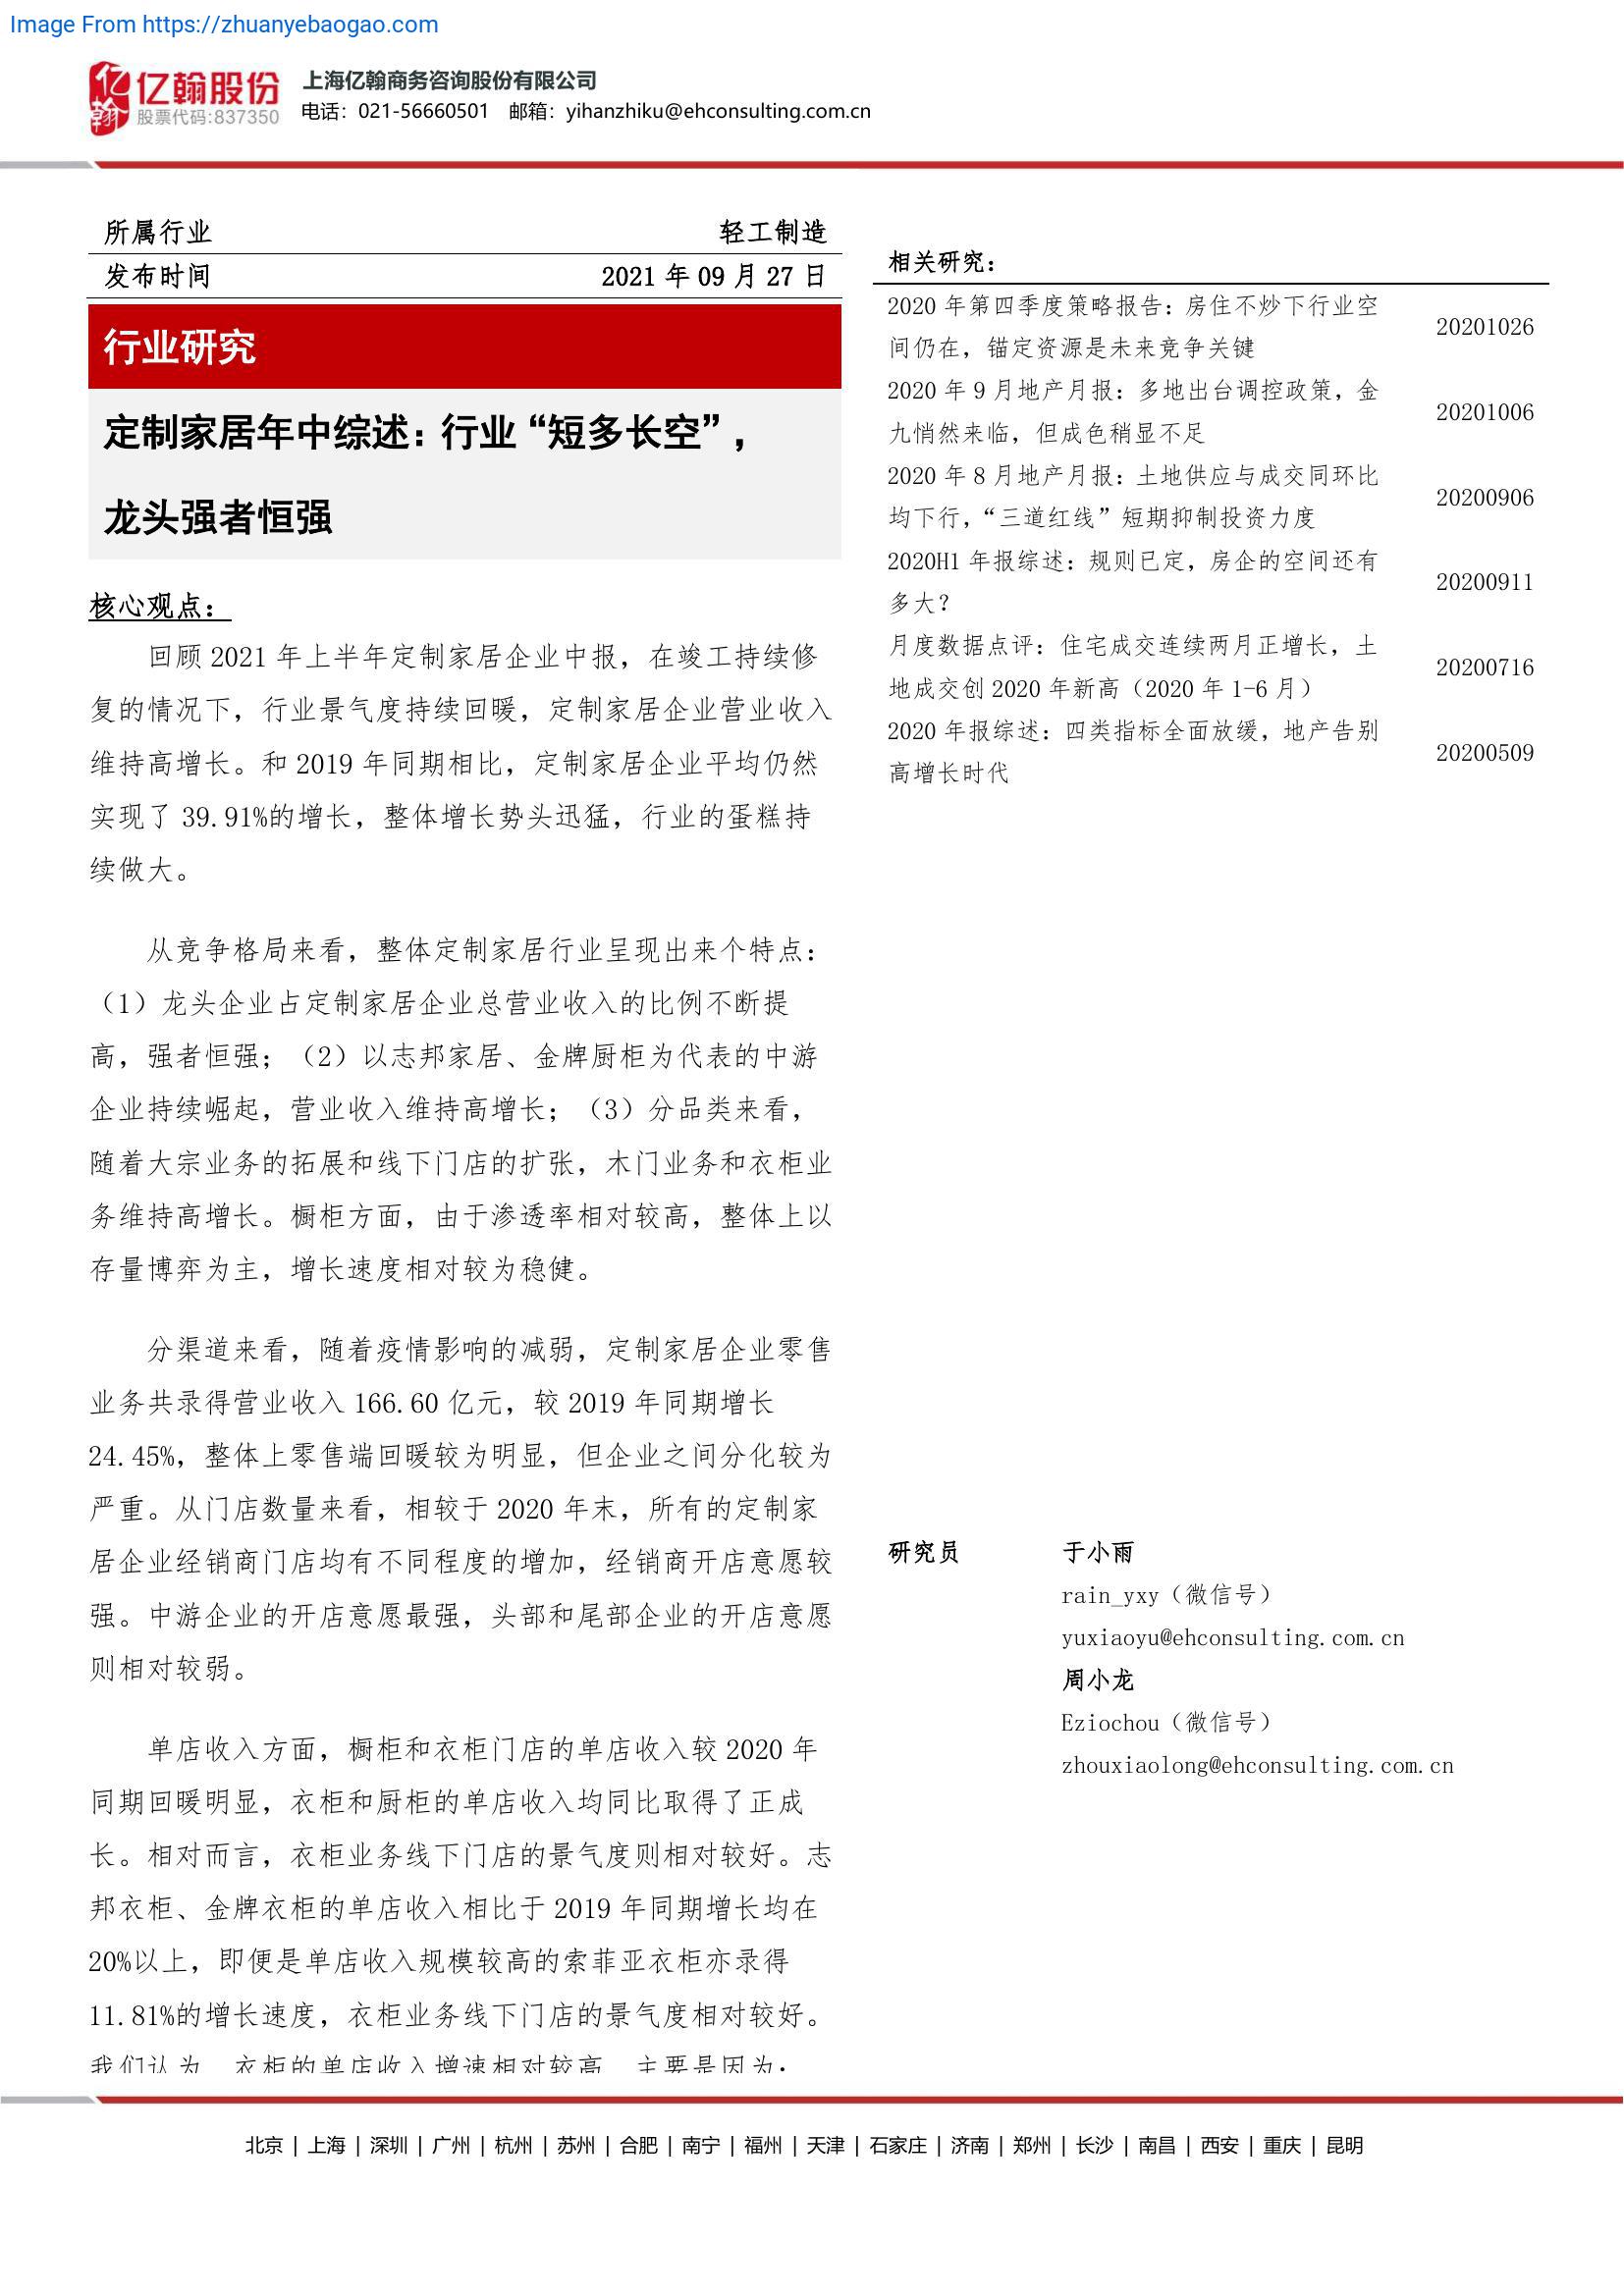 Image From https://zhuanyebaogao.com
亿翰
亿翰股份
股票代码:837350
上海亿翰商务咨询股份有限公司
电话：021-56660501 邮箱：yihanzhiku@ehconsulting.com.cn
所属行业 轻工制造
发布时间 2021 年 09 月 27 日
行业研究
定制家居年中综述：行业“短多长空”，
龙头强者恒强
核心观点：
回顾 2021 年上半年定制家居企业中报，在竣工持续修
复的情况下，行业景气度持续回暖，定制家居企业营业收入
维持高增长。和 2019 年同期相比，定制家居企业平均仍然
实现了 39.91%的增长，整体增长势头迅猛，行业的蛋糕持
续做大。
从竞争格局来看，整体定制家居行业呈现出来个特点：
（1）龙头企业占定制家居企业总营业收入的比例不断提
高，强者恒强；（2）以志邦家居、金牌厨柜为代表的中游
企业持续崛起，营业收入维持高增长；（3）分品类来看，
随着大宗业务的拓展和线下门店的扩张，木门业务和衣柜业
务维持高增长。橱柜方面，由于渗透率相对较高，整体上以
存量博弈为主，增长速度相对较为稳健。
分渠道来看，随着疫情影响的减弱，定制家居企业零售
业务共录得营业收入 166.60 亿元，较 2019 年同期增长
24.45%，整体上零售端回暖较为明显，但企业之间分化较为
严重。从门店数量来看，相较于 2020 年末，所有的定制家
居企业经销商门店均有不同程度的增加，经销商开店意愿较
强。中游企业的开店意愿最强，头部和尾部企业的开店意愿
则相对较弱。
单店收入方面，橱柜和衣柜门店的单店收入较 2020 年
同期回暖明显，衣柜和厨柜的单店收入均同比取得了正成
长。相对而言，衣柜业务线下门店的景气度则相对较好。志
邦衣柜、金牌衣柜的单店收入相比于 2019 年同期增长均在
20%以上，即便是单店收入规模较高的索菲亚衣柜亦录得
11.81%的增长速度，衣柜业务线下门店的景气度相对较好。
我们认为，衣柜的单店收入增速相对较高，主要是因为：
相关研究：
2020 年第四季度策略报告：房住不炒下行业空
间仍在，锚定资源是未来竞争关键 20201026
2020 年 9 月地产月报：多地出台调控政策，金
九悄然来临，但成色稍显不足 20201006
2020 年 8 月地产月报：土地供应与成交同环比
均下行，“三道红线”短期抑制投资力度 20200906
2020H1 年报综述：规则已定，房企的空间还有
多大？ 20200911
月度数据点评：住宅成交连续两月正增长，土
地成交创 2020 年新高（2020 年 1-6 月） 20200716
2020 年报综述：四类指标全面放缓，地产告别
高增长时代 20200509
研究员 于小雨
rain_yxy（微信号）
yuxiaoyu@ehconsulting.com.cn
周小龙
Eziochou（微信号）
zhouxiaolong@ehconsulting.com.cn
北京 | 上海 | 深圳 | 广州 | 杭州 | 苏州 | 合肥 | 南宁 | 福州 | 天津 | 石家庄 | 济南 | 郑州 | 长沙 | 南昌 | 西安 | 重庆 | 昆明